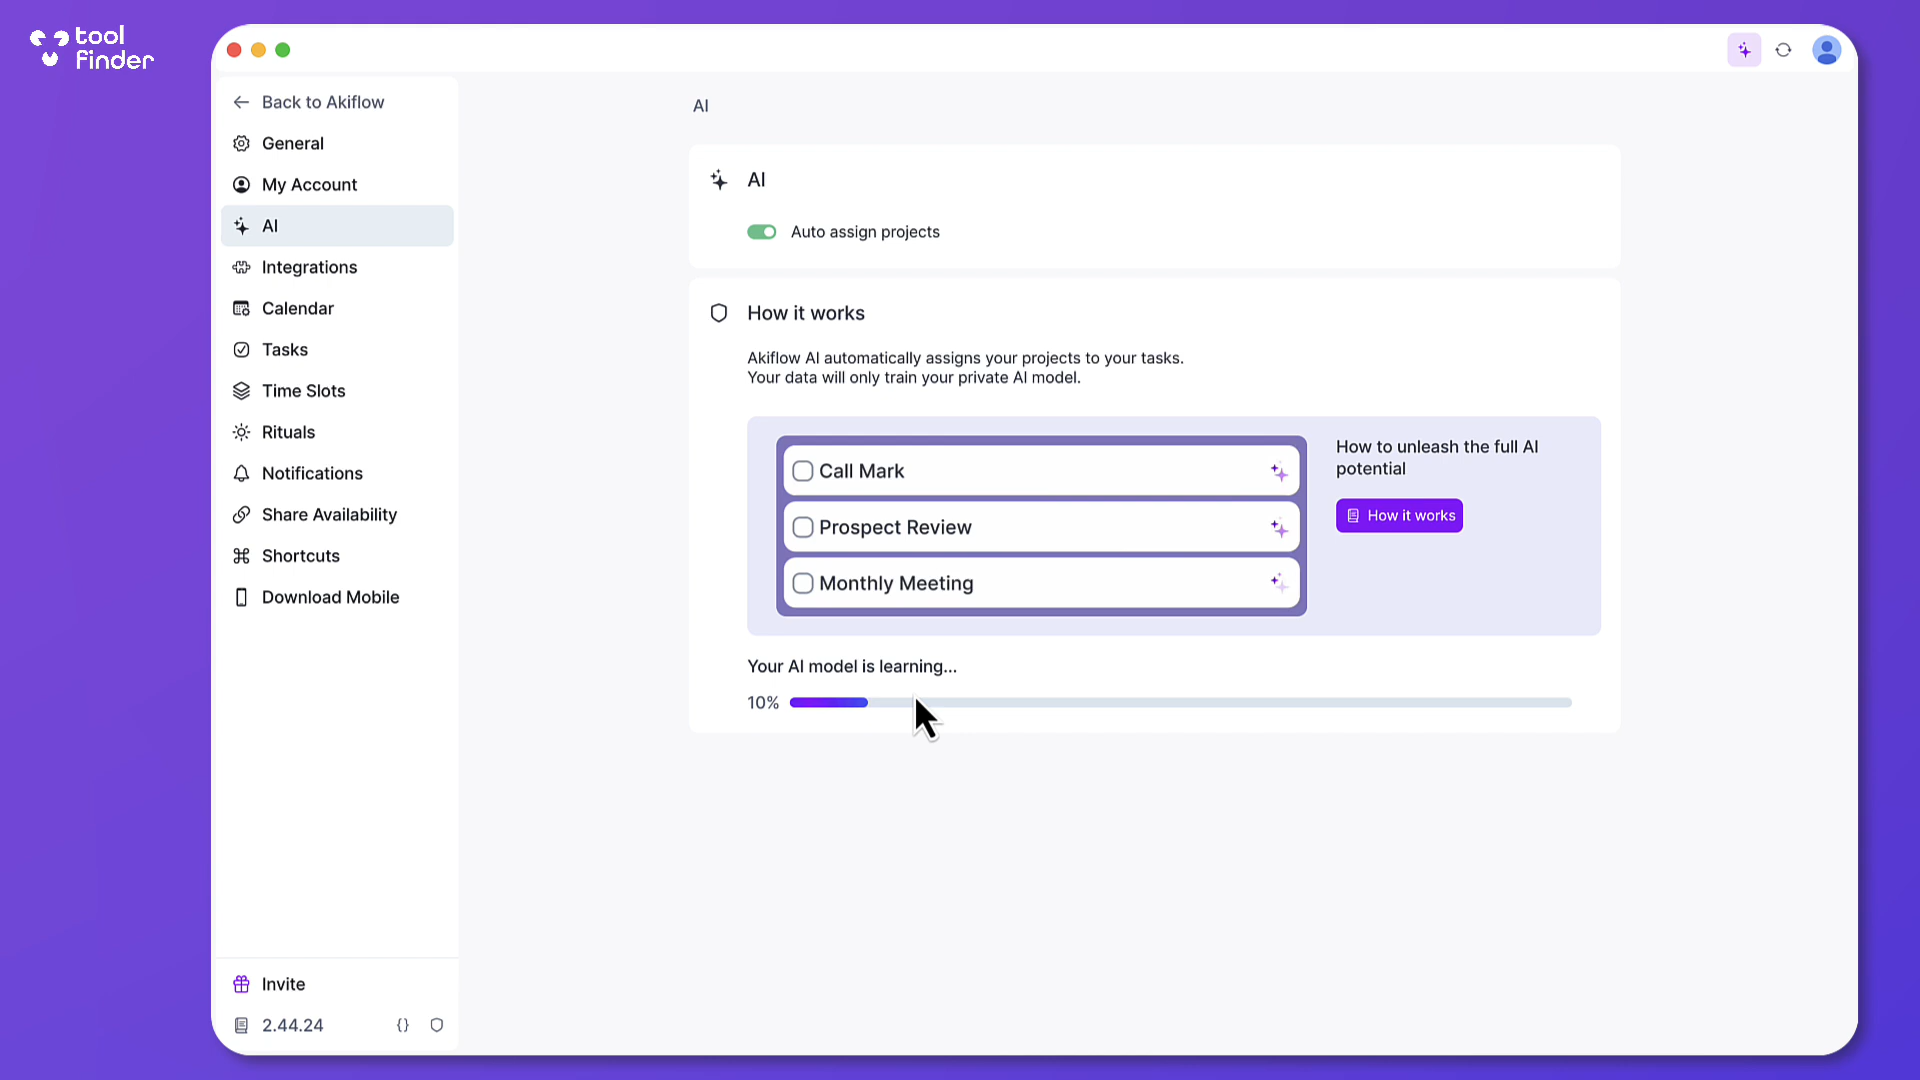 tool
finder
Back to Akiflow
General
My Account
AI
Integrations
Calendar
Tasks
Time Slots
Rituals
Notifications
Share Availability
Shortcuts
Download Mobile
Invite
2.44.24
{}
AI
AI
Auto assign projects
How it works
Akiflow AI automatically assigns your projects to your tasks.
Your data will only train your private AI model.
Call Mark
Prospect Review
Monthly Meeting
How to unleash the full AI
potential
How it works
Your AI model is learning...
10%